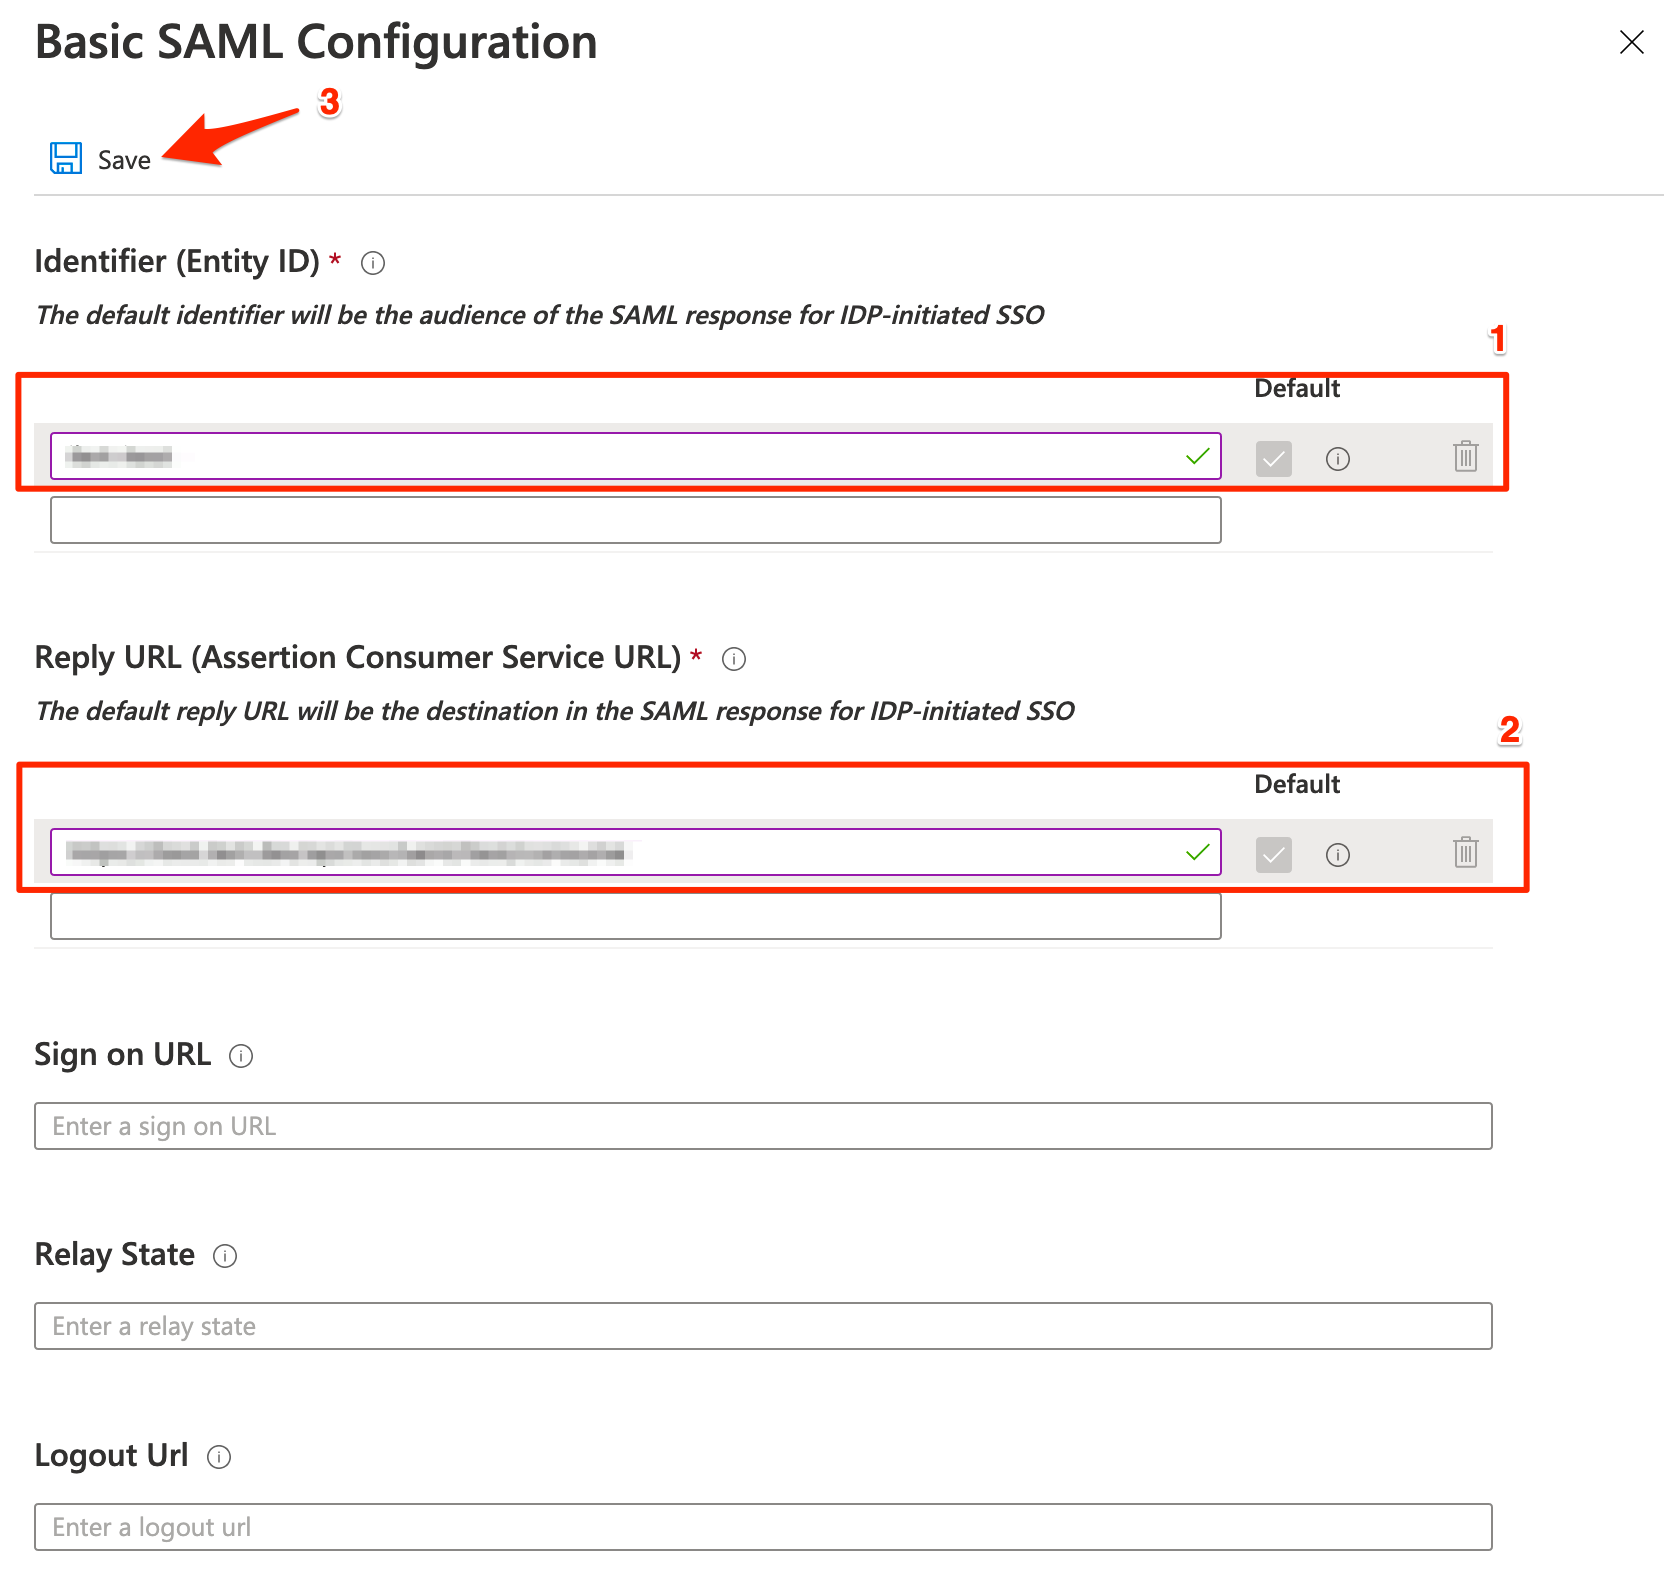 Basic SAML Configuration
3
Save
Identifier (Entity ID) *
The default identifier will be the audience of the SAML response for IDP-initiated SSO
1
Default
Reply URL (Assertion Consumer Service URL) *
The default reply URL will be the destination in the SAML response for IDP-initiated SSO
2
Default
Sign on URL
Enter a sign on URL
Relay State
Enter a relay state
Logout Url
Enter a logout url